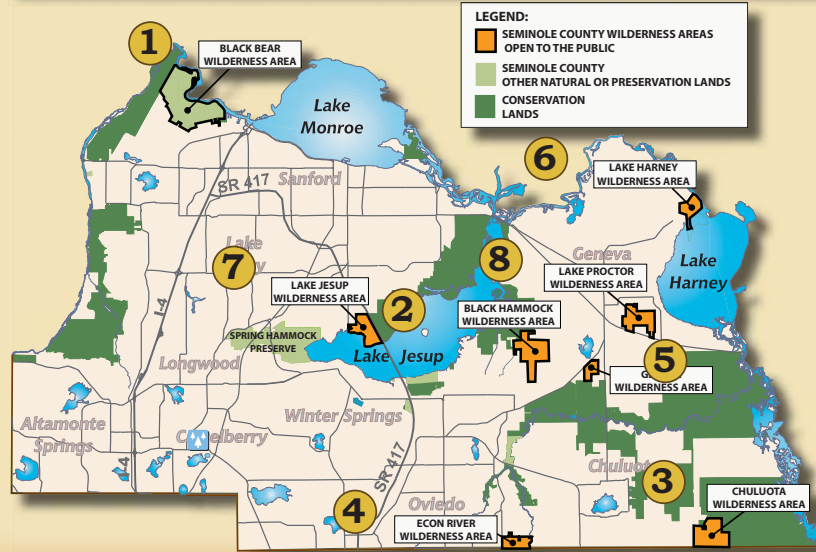 LEGEND:
SEMINOLE COUNTY WILDERNESS AREAS
OPEN TO THE PUBLIC
SEMINOLE COUNTY
OTHER NATURAL OR PRESERVATION LANDS
CONSERVATION
LANDS
1
BLACK BEAR
WILDERNESS AREA
Lake
Monroe
6
LAKE HARNEY
WILDERNESS AREA
SR 417
Sanford
7
Lake
8
Geneva
Lake
Harney
LAKE PROCTOR
WILDERNESS AREA
LAKE JESUP
WILDERNESS AREA
2
BLACK HAMMOCK
WILDERNESS AREA
I-4
SPRING HAMMOCK
PRESERVE
Lake Jesup
5
WILDERNESS AREA
Longwood
Altamonte
Springs
Winter Springs
I-4
SR 417
3
4
Oviedo
CHULUOTA
WILDERNESS AREA
ECON RIVER
WILDERNESS AREA